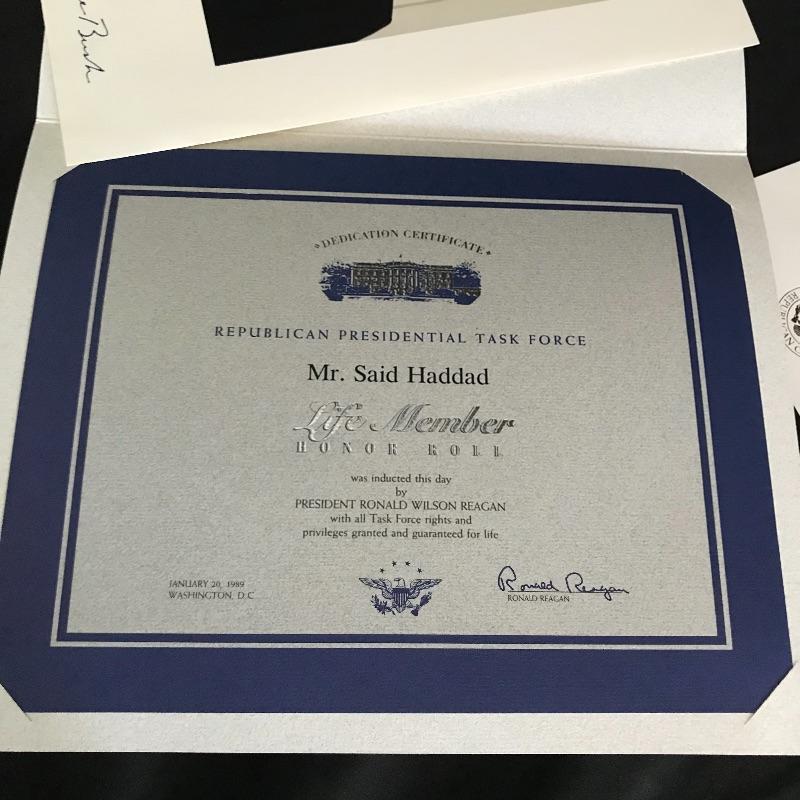 Bush
DEDICATION CERTIFICATE
REPUBLICAN PRESIDENTIAL TASK FORCE
Mr. Said Haddad
Life Member
HONOR ROLL
was inducted this day
by
PRESIDENT RONALD WILSON REAGAN
with all Task Force rights and
privileges granted and guaranteed for life
JANUARY 20, 1989
WASHINGTON, D.C
Ronald Reagan
RONALD REAGAN